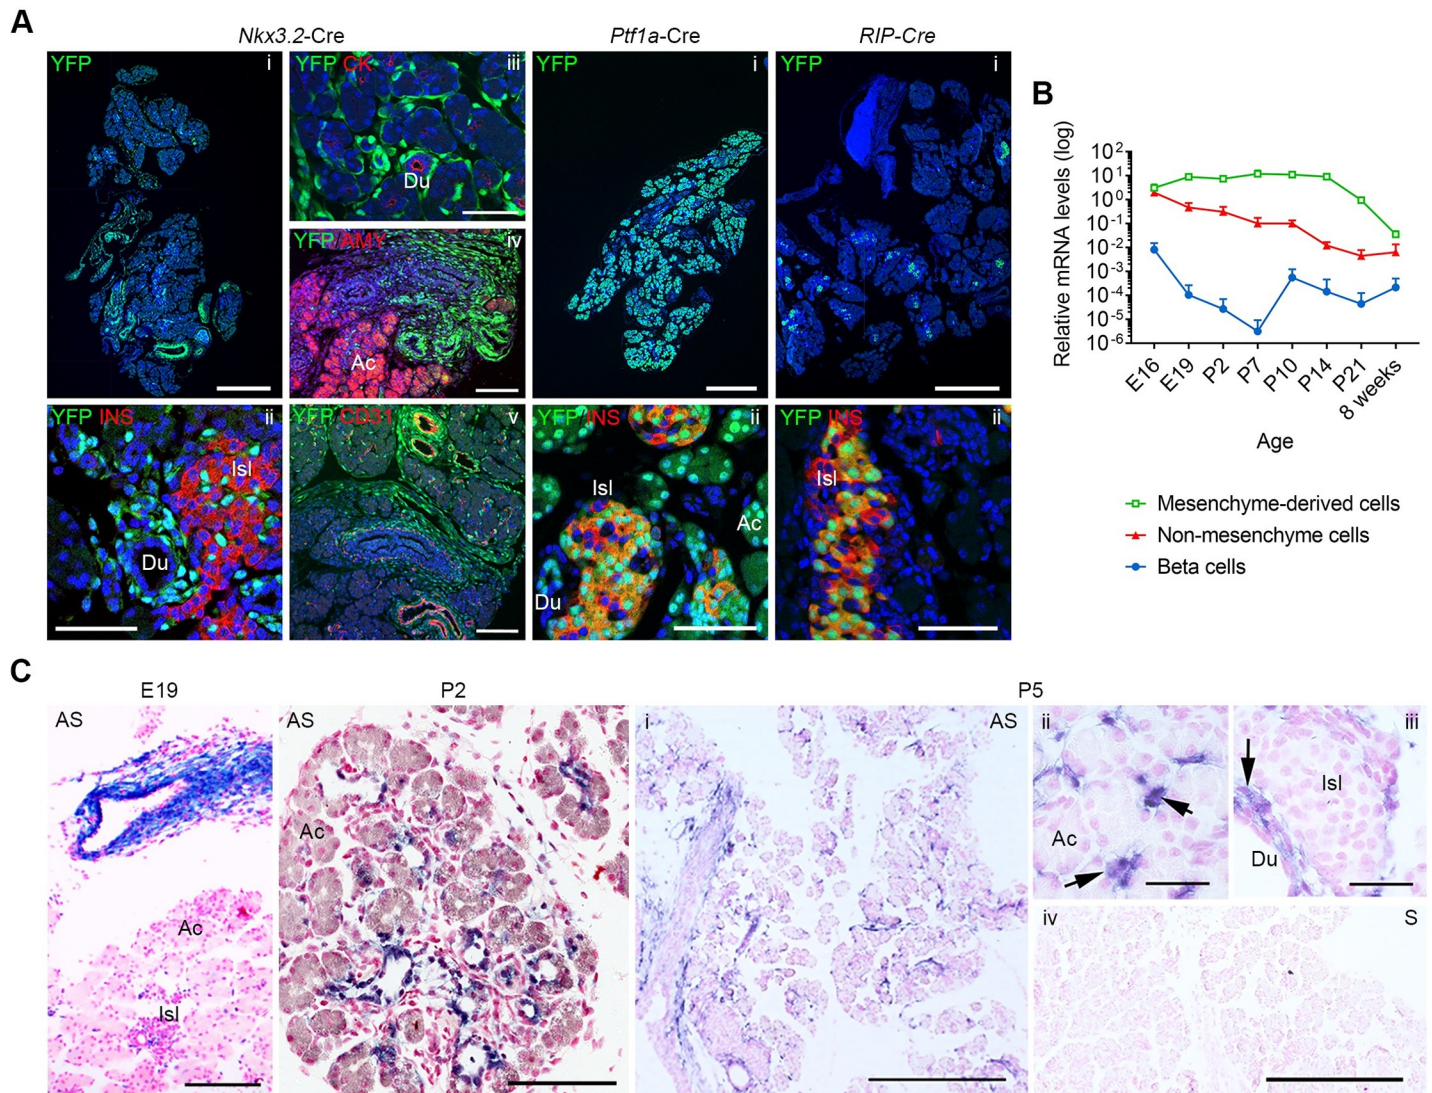 A
Nkx3.2-Cre
Ptf1a-Cre
RIP-Cre
YFP
i
YFP CK
iii
Du
YFP/AMY
iv
Ac
YFP
i
YFP
i
YFP INS
ii
Isl
Du
YFP CD31
v
YFP INS
ii
Isl
Ac
Du
YFP INS
ii
Isl
B
Relative mRNA levels (log)
10²
10¹
10⁰
10⁻¹
10⁻²
10⁻³
10⁻⁴
10⁻⁵
10⁻⁶
E16
E19
P2
P7
P10
P14
P21
8 weeks
Age
Mesenchyme-derived cells
Non-mesenchyme cells
Beta cells
C
E19
P2
P5
AS
Ac
Isl
AS
Ac
i
AS
ii
Ac
iii
Isl
Du
iv
S